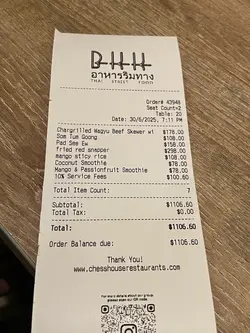 BHH
อาหารริมทาง
THAI STREET FOOD
Order# 43948
Seat Count=2
Table: 20
Date: 30/6/2025, 7:11 PM
Chargrilled Wagyu Beef Skewer wi $178.00
Som Tum Goong $108.00
Pad See Ew $158.00
fried red snapper $298.00
mango sticy rice $108.00
Coconut Smoothie $78.00
Mango & Passionfruit Smoothie $78.00
10% Service Fees $100.60
Total Item Count: 7
Subtotal: $1106.60
Total Tax: $0.00
Total: $1106.60
Order Balance due: $1106.60
Thank You!
www.chesshouserestaurants.com